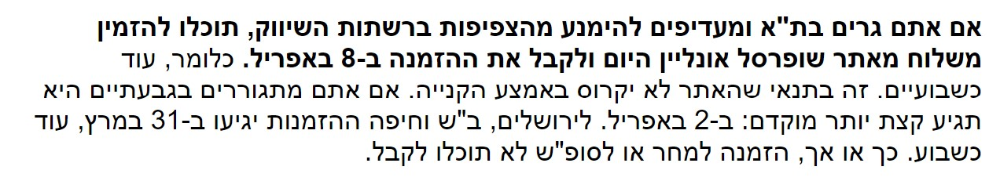 אם אתם גרים בת"א ומעדיפים להימנע מהצפיפות ברשתות השיווק, תוכלו להזמין
משלוח מאתר שופרסל אונליין היום ולקבל את ההזמנה ב-8 באפריל. כלומר, עוד
כשבועיים. זה בתנאי שהאתר לא יקרוס באמצע הקנייה. אם אתם מתגוררים בגבעתיים היא
תגיע קצת יותר מוקדם: ב-2 באפריל. לירושלים, ב"ש וחיפה ההזמנות יגיעו ב-31 במרץ, עוד
כשבוע. כך או אך, הזמנה למחר או לסופ"ש לא תוכלו לקבל.